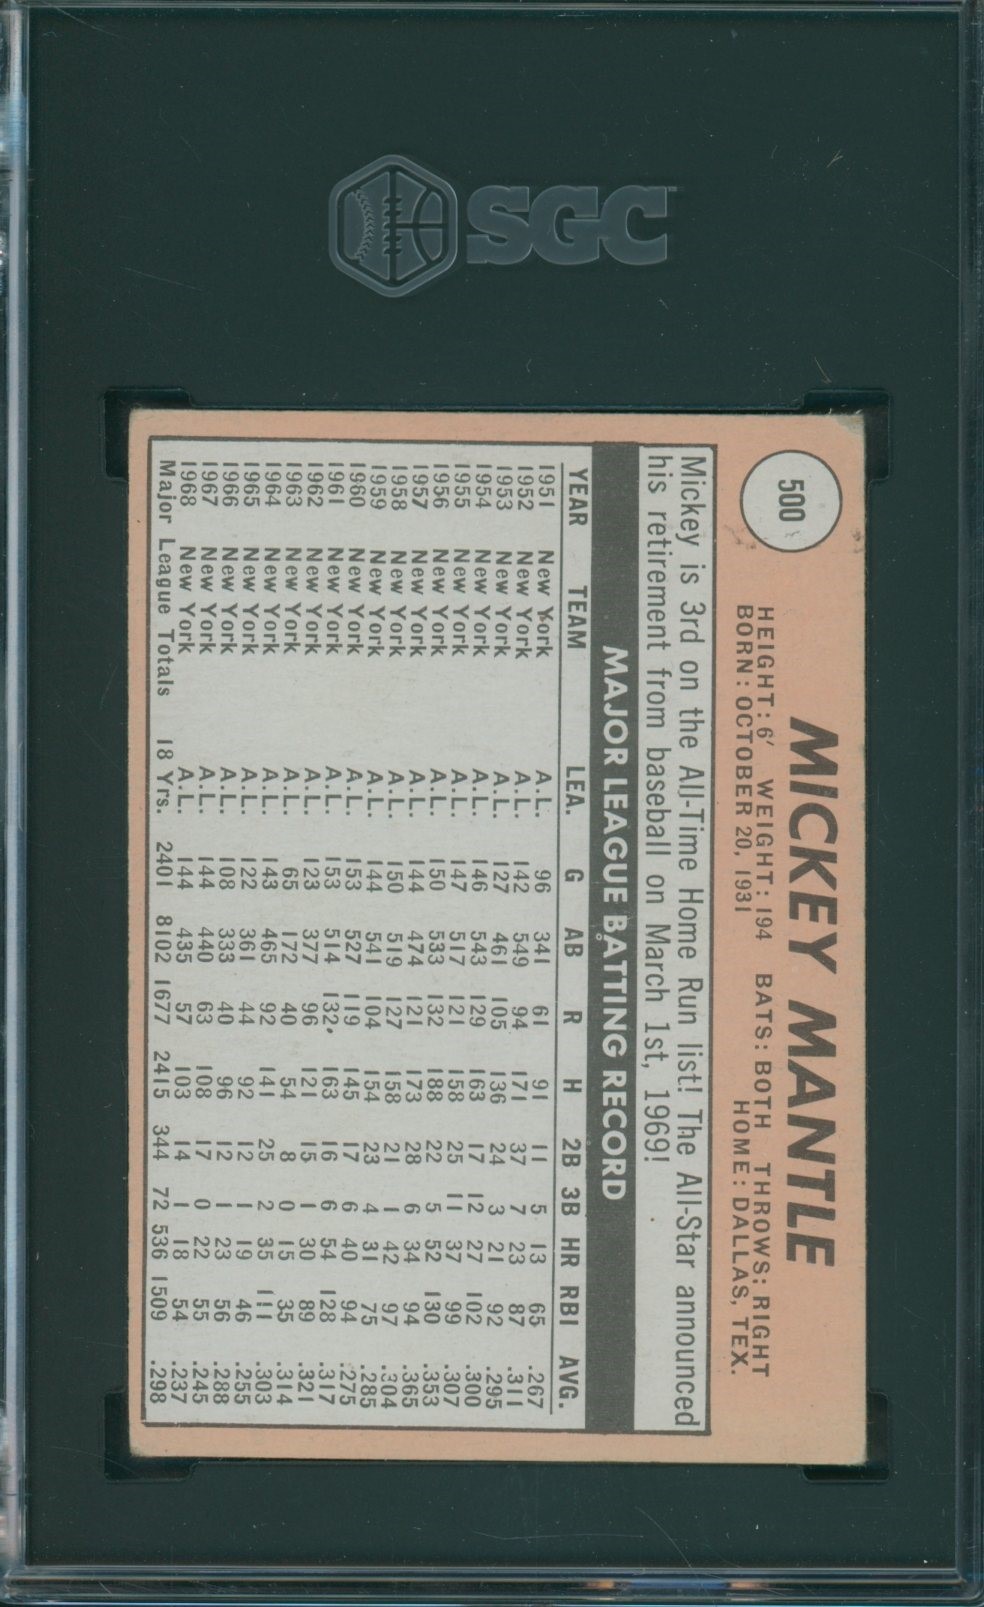 SGC
500
MICKEY MANTLE
HEIGHT: 6' WEIGHT: 194 BATS: BOTH THROWS: RIGHT
BORN: OCTOBER 20, 1931 HOME: DALLAS, TEX.
Mickey is 3rd on the All-Time Home Run list! The All-Star announced
his retirement from baseball on March 1st, 1969!
MAJOR LEAGUE BATTING RECORD
YEAR TEAM LEA. G AB R H 2B 3B HR RBI AVG.
1951 New York A.L. 96 341 61 91 11 5 13 65 .267
1952 New York A.L. 142 549 94 171 37 7 23 87 .311
1953 New York A.L. 127 461 105 136 24 3 21 92 .295
1954 New York A.L. 146 543 129 163 17 12 27 102 .300
1955 New York A.L. 147 517 121 158 25 11 37 99 .307
1956 New York A.L. 150 533 132 188 22 5 52 130 .353
1957 New York A.L. 144 474 121 173 28 6 34 94 .365
1958 New York A.L. 150 519 127 158 21 1 42 97 .304
1959 New York A.L. 144 541 104 154 23 4 31 75 .285
1960 New York A.L. 153 527 119 145 17 6 40 94 .275
1961 New York A.L. 153 514 132 163 16 6 54 128 .317
1962 New York A.L. 123 377 96 121 15 1 30 89 .321
1963 New York A.L. 65 172 40 54 8 0 15 35 .314
1964 New York A.L. 143 465 92 141 25 2 35 111 .303
1965 New York A.L. 122 361 44 92 12 1 19 46 .255
1966 New York A.L. 108 333 40 96 12 1 23 56 .288
1967 New York A.L. 144 440 63 108 17 0 22 55 .245
1968 New York A.L. 144 435 57 103 14 1 18 54 .237
Major League Totals 18 Yrs. 2401 8102 1677 2415 344 72 536 1509 .298